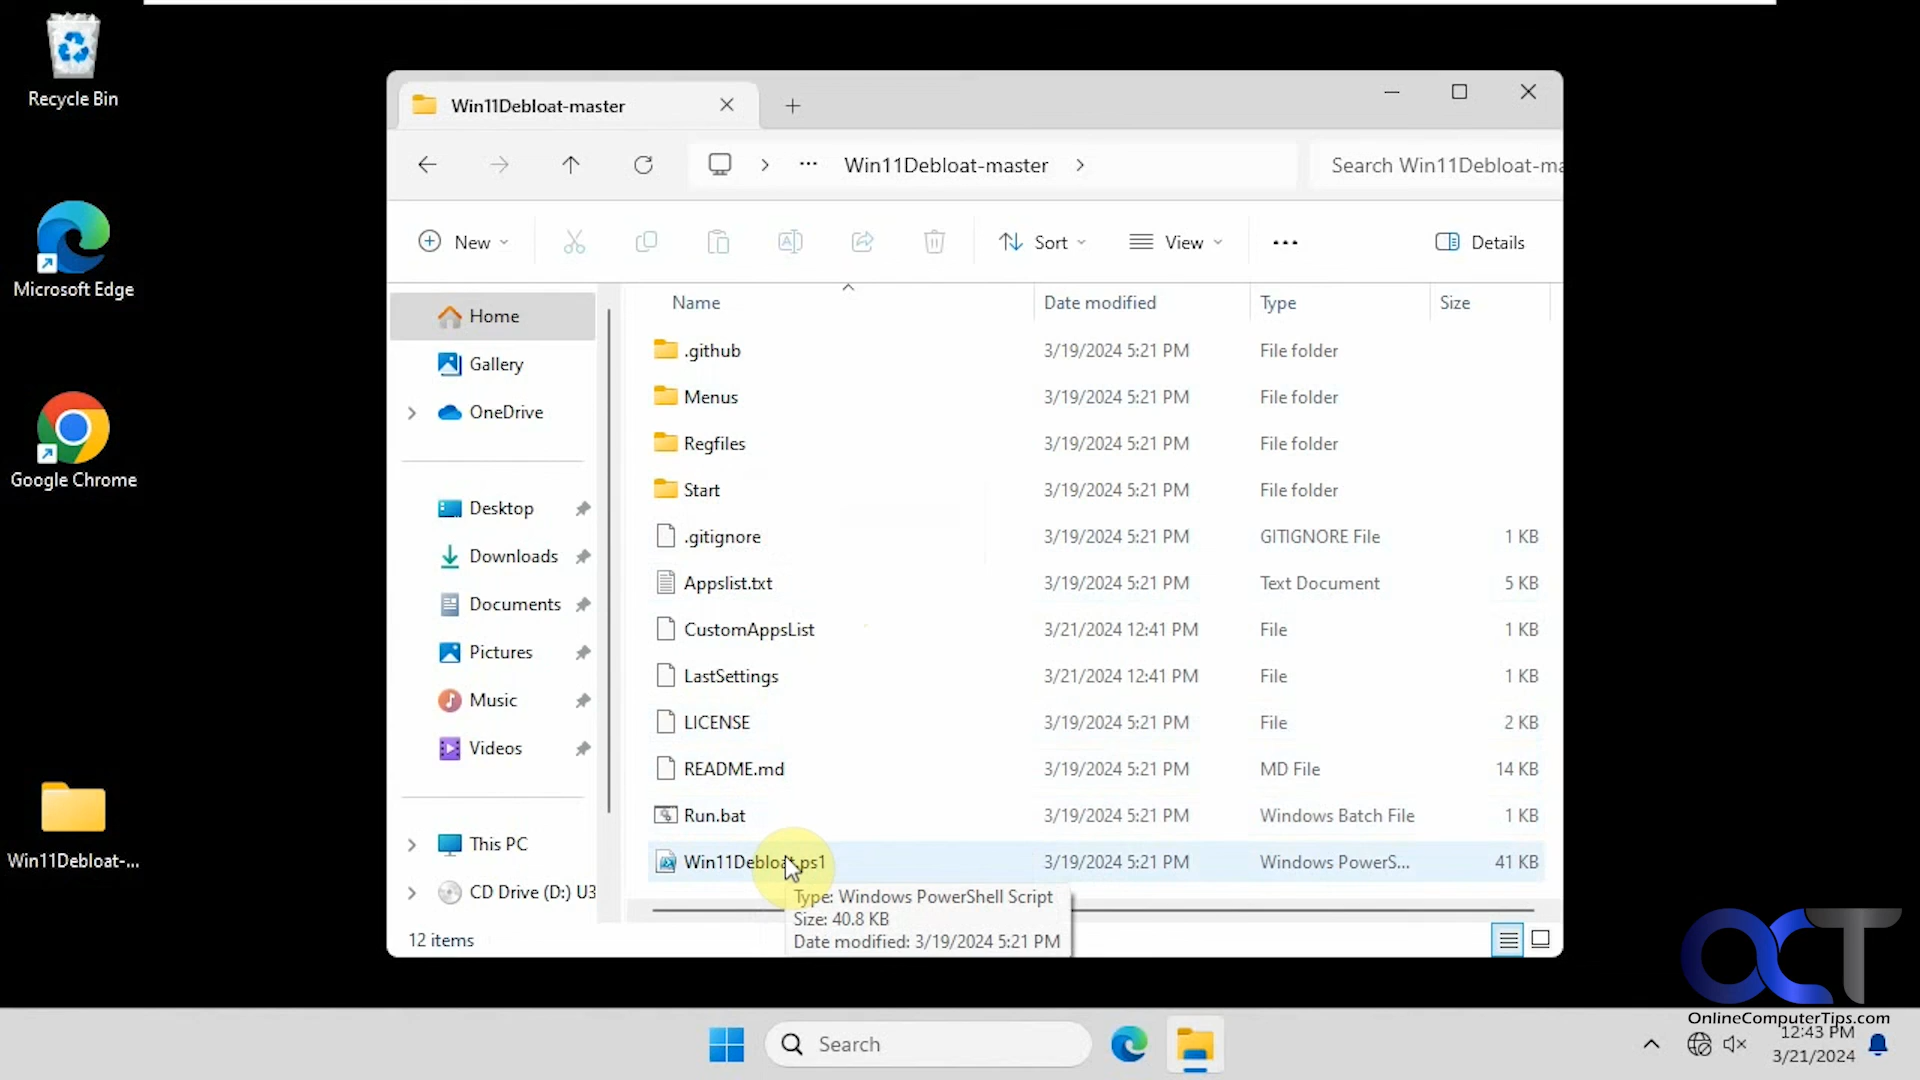 Recycle Bin
Microsoft Edge
Google Chrome
Win11Debloat-...
Win11Debloat-master
Win11Debloat-master
Search Win11Debloat-ma
New
Sort
View
Details
Home
Gallery
OneDrive
Desktop
Downloads
Documents
Pictures
Music
Videos
This PC
CD Drive (D:) U3
Name Date modified Type Size
.github 3/19/2024 5:21 PM File folder
Menus 3/19/2024 5:21 PM File folder
Regfiles 3/19/2024 5:21 PM File folder
Start 3/19/2024 5:21 PM File folder
.gitignore 3/19/2024 5:21 PM GITIGNORE File 1 KB
Appslist.txt 3/19/2024 5:21 PM Text Document 5 KB
CustomAppsList 3/21/2024 12:41 PM File 1 KB
LastSettings 3/21/2024 12:41 PM File 1 KB
LICENSE 3/19/2024 5:21 PM File 2 KB
README.md 3/19/2024 5:21 PM MD File 14 KB
Run.bat 3/19/2024 5:21 PM Windows Batch File 1 KB
Win11Debloat.ps1 3/19/2024 5:21 PM Windows PowerS... 41 KB
Type: Windows PowerShell Script
Size: 40.8 KB
Date modified: 3/19/2024 5:21 PM
12 items
OCT
OnlineComputerTips.com
Search
12:43 PM
3/21/2024